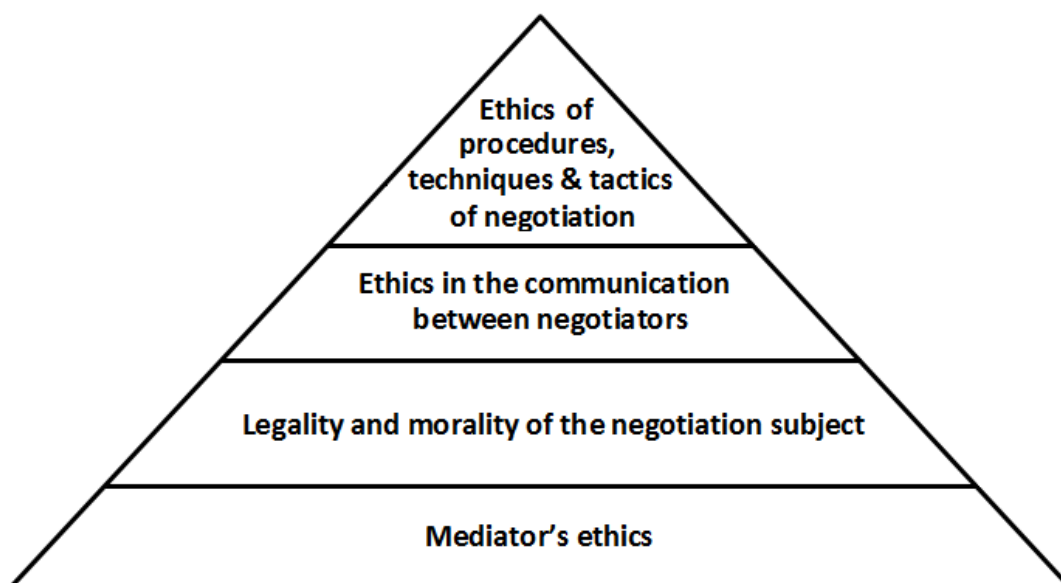 Ethics of
procedures,
techniques & tactics
of negotiation
Ethics in the communication
between negotiators
Legality and morality of the negotiation subject
Mediator’s ethics